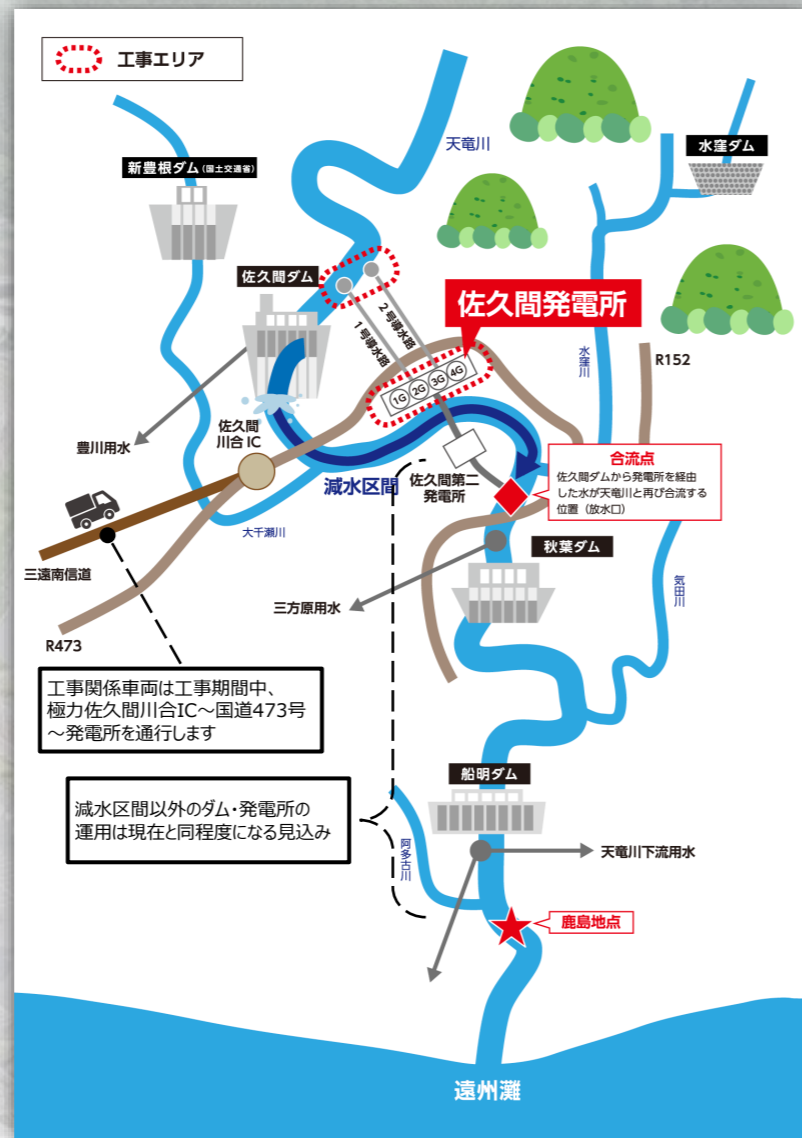 工事エリア
天竜川
新豊根ダム(国土交通省)
水窪ダム
佐久間ダム
佐久間発電所
1号導水路
2号導水路
1G 2G 3G 4G
水窪川
R152
豊川用水
佐久間
川合IC
減水区間
佐久間第二
発電所
合流点
佐久間ダムから発電所を経由
した水が天竜川と再び合流する
位置(放水口)
大千瀬川
三遠南信道
秋葉ダム
気田川
三方原用水
R473
工事関係車両は工事期間中、
極力佐久間川合IC～国道473号
～発電所を通行します
船明ダム
減水区間以外のダム・発電所の
運用は現在と同程度になる見込み
阿多古川
天竜川下流用水
鹿島地点
遠州灘